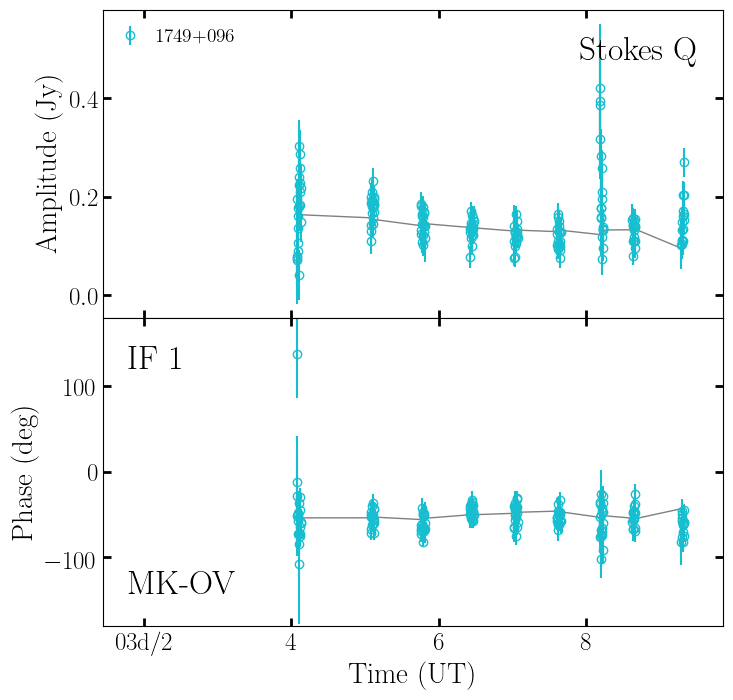 1749+096
Stokes Q
Amplitude (Jy)
0.4
0.2
0.0
IF 1
Phase (deg)
100
0
−100
MK-OV
03d/2 4 6 8
Time (UT)